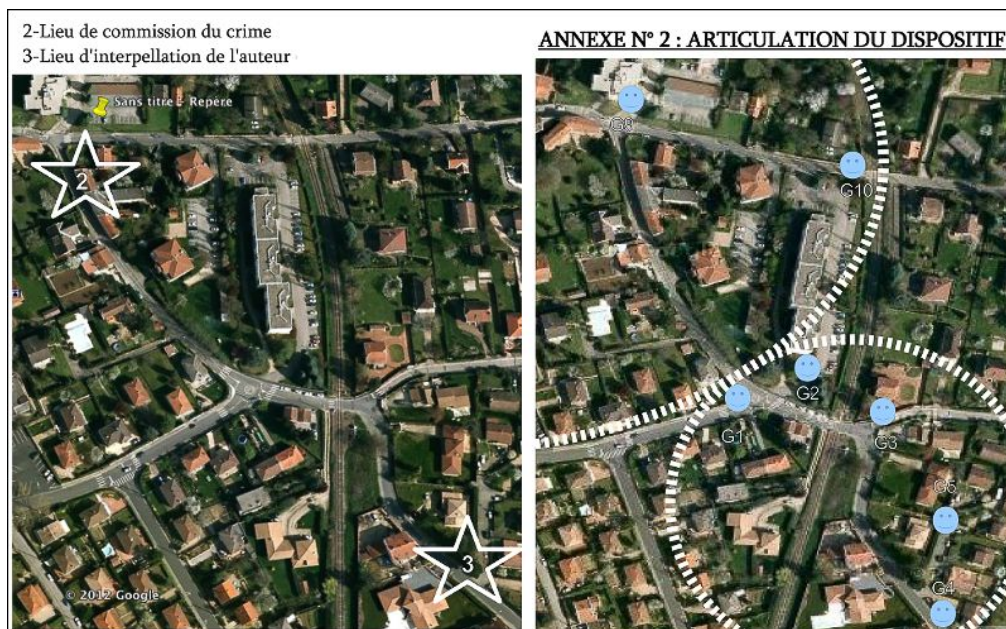 2-Lieu de commission du crime
3-Lieu d'interpellation de l'auteur
Sans titre - Repère
2
3
© 2012 Google
ANNEXE N° 2 : ARTICULATION DU DISPOSITIF
G9
G10
G2
G1
G3
G5
G4